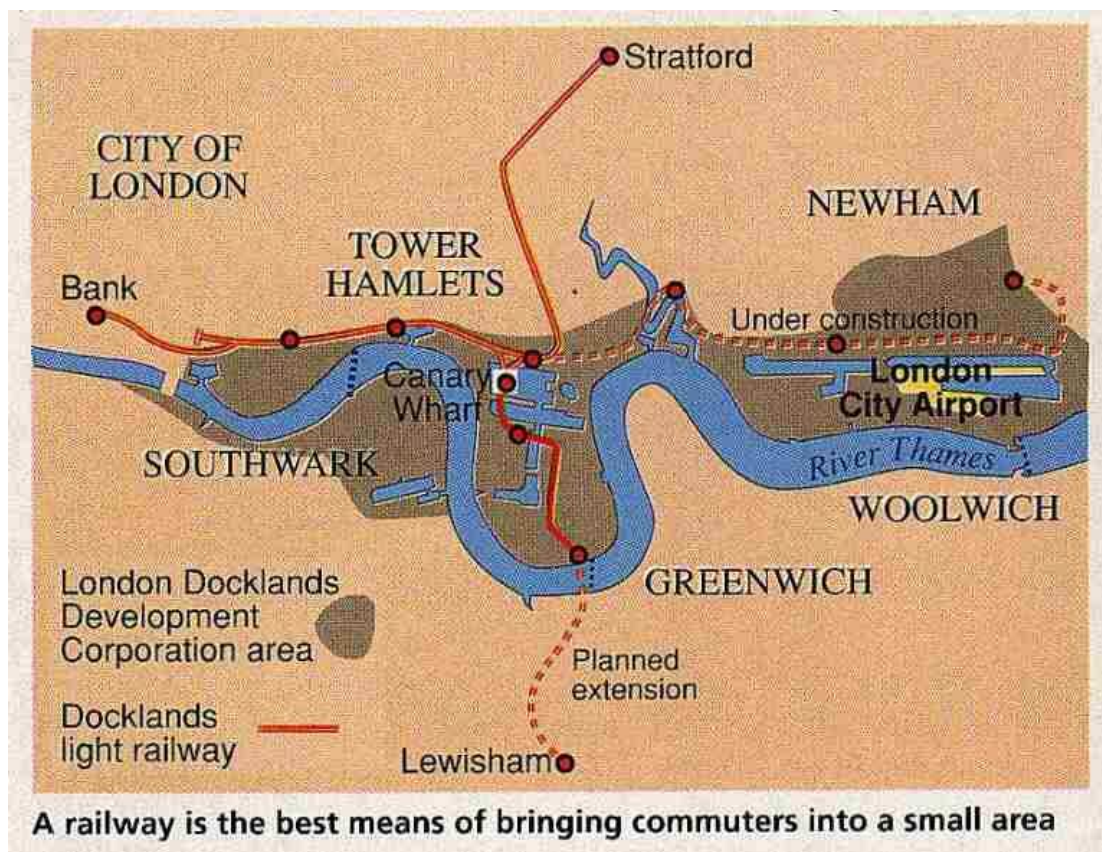 Stratford
CITY OF
LONDON
NEWHAM
TOWER
HAMLETS
Bank
Under construction
Canary
Wharf
London
City Airport
SOUTHWARK
River Thames
WOOLWICH
GREENWICH
London Docklands
Development
Corporation area
Planned
extension
Docklands
light railway
Lewisham
A railway is the best means of bringing commuters into a small area